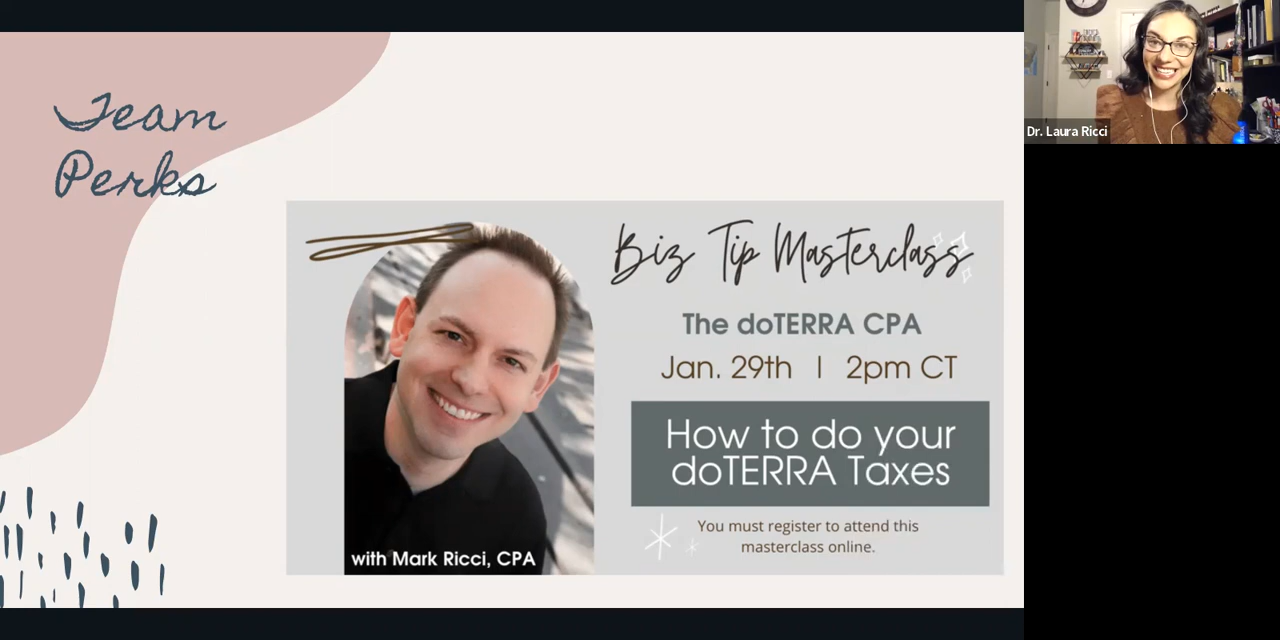 Team
Perks
Biz Tip Masterclass
The doTERRA CPA
Jan. 29th | 2pm CT
How to do your
doTERRA Taxes
You must register to attend this
masterclass online.
with Mark Ricci, CPA
Dr. Laura Ricci